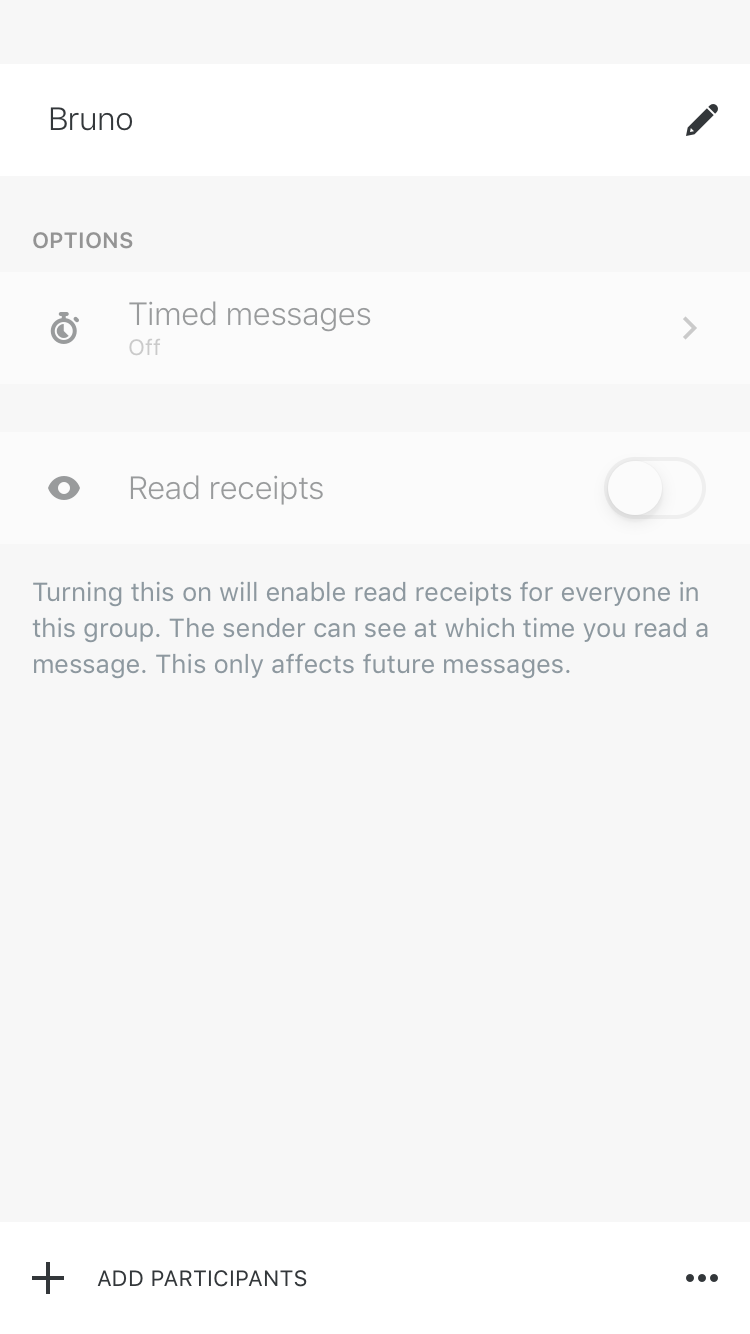 Bruno
OPTIONS
Timed messages
Off
Read receipts
Turning this on will enable read receipts for everyone in
this group. The sender can see at which time you read a
message. This only affects future messages.
ADD PARTICIPANTS